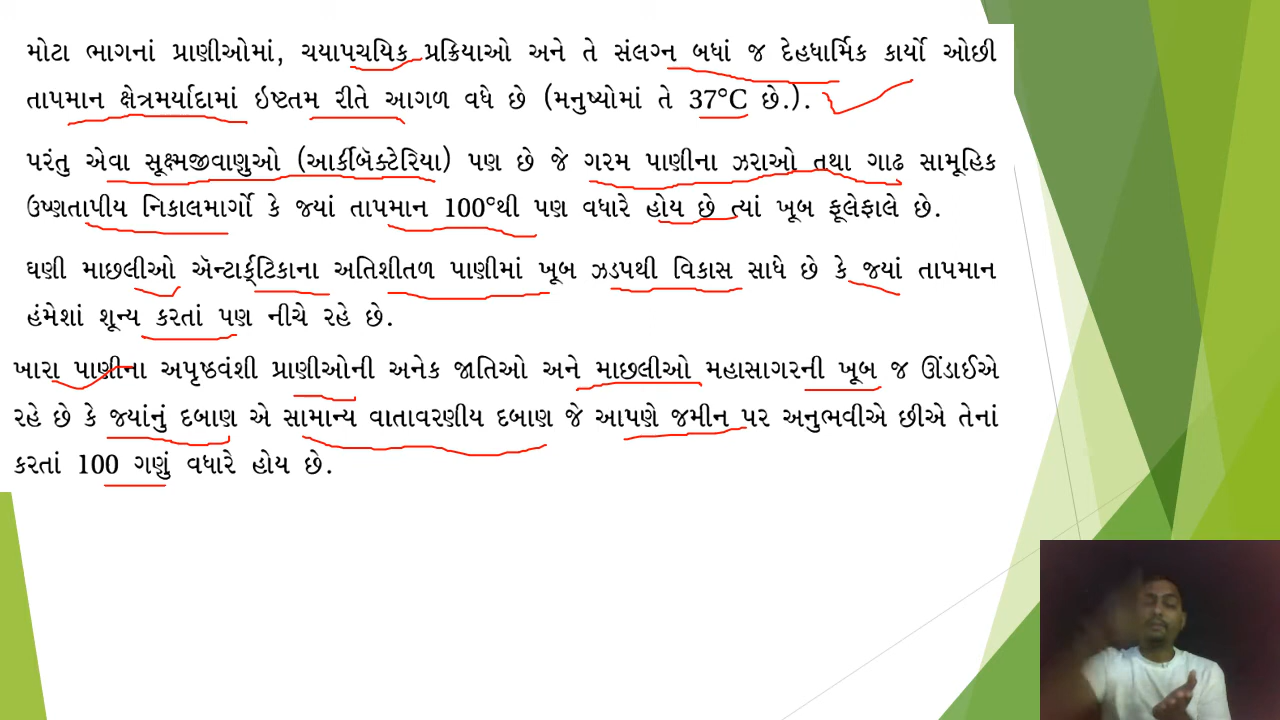 મોટા ભાગનાં પ્રાણીઓમાં, ચયાપચયિક પ્રક્રિયાઓ અને તે સંલગ્ન બધાં જ દેહધાર્મિક કાર્યો ઓછી
તાપમાન ક્ષેત્રમર્યાદામાં ઇષ્ટતમ રીતે આગળ વધે છે (મનુષ્યોમાં તે 37°C છે.).
પરંતુ એવા સૂક્ષ્મજીવાણુઓ (આર્કીબૅક્ટેરિયા) પણ છે જે ગરમ પાણીના ઝરાઓ તથા ગાઢ સામૂહિક
ઉષ્ણતાપીય નિકાલમાર્ગો કે જ્યાં તાપમાન 100°થી પણ વધારે હોય છે ત્યાં ખૂબ ફૂલેફાલે છે.
ઘણી માછલીઓ ઍન્ટાર્ક્ટિકાના અતિશીતળ પાણીમાં ખૂબ ઝડપથી વિકાસ સાધે છે કે જ્યાં તાપમાન
હંમેશાં શૂન્ય કરતાં પણ નીચે રહે છે.
ખારા પાણીના અપૃષ્ઠવંશી પ્રાણીઓની અનેક જાતિઓ અને માછલીઓ મહાસાગરની ખૂબ જ ઊંડાઈએ
રહે છે કે જ્યાંનું દબાણ એ સામાન્ય વાતાવરણીય દબાણ જે આપણે જમીન પર અનુભવીએ છીએ તેનાં
કરતાં 100 ગણું વધારે હોય છે.